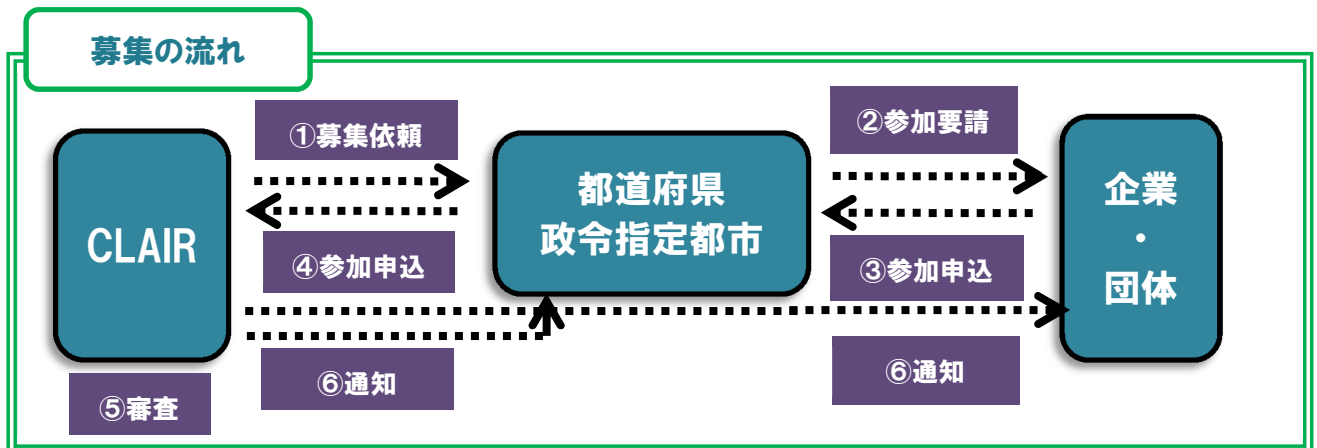 募集の流れ
①募集依頼
②参加要請
CLAIR
都道府県
政令指定都市
企業
・
団体
④参加申込
③参加申込
⑥通知
⑥通知
⑤審査